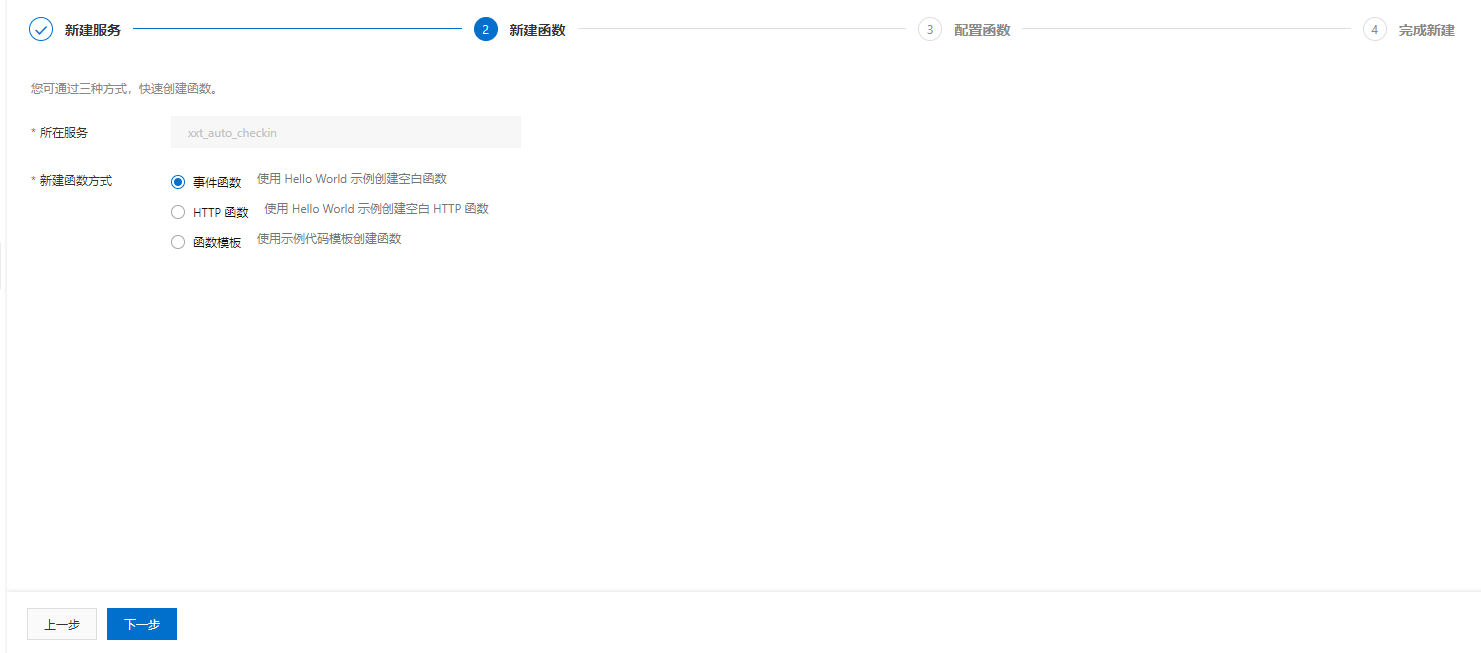 新建服务
2 新建函数
3 配置函数
4 完成新建
您可通过三种方式，快速创建函数。
* 所在服务 xxt_auto_checkin
* 新建函数方式 事件函数 使用 Hello World 示例创建空白函数
HTTP 函数 使用 Hello World 示例创建空白 HTTP 函数
函数模板 使用示例代码模板创建函数
上一步 下一步